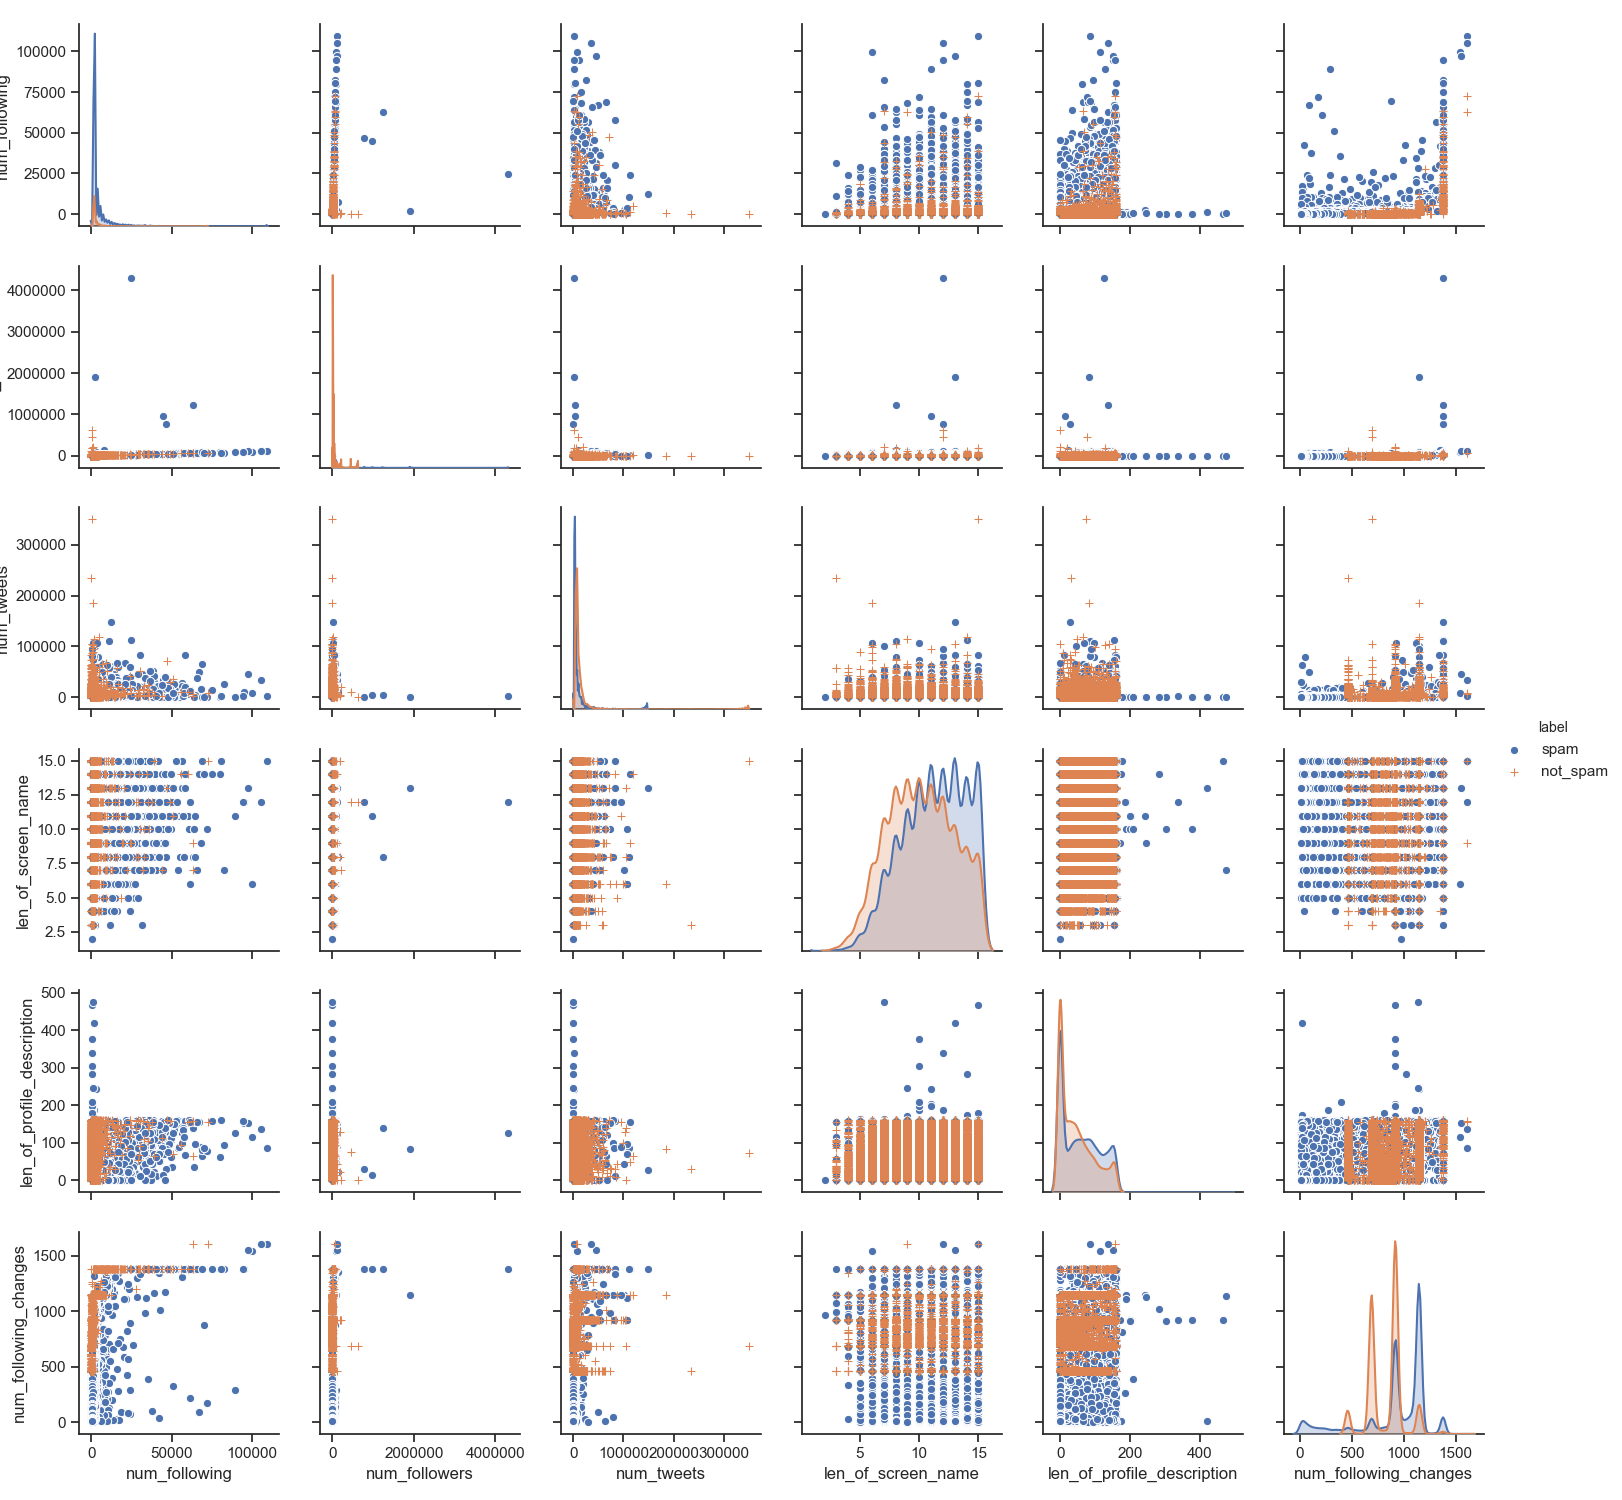 100000
75000
50000
25000
0
num_following
4000000
3000000
2000000
1000000
0
300000
200000
100000
0
num_tweets
label
spam
not_spam
15.0
12.5
10.0
7.5
5.0
2.5
len_of_screen_name
500
400
300
200
100
0
len_of_profile_description
1500
1000
500
0
num_following_changes
0 50000 100000
num_following
0 2000000 4000000
num_followers
0 100000 200000 300000
num_tweets
5 10 15
len_of_screen_name
0 200 400
len_of_profile_description
0 500 1000 1500
num_following_changes